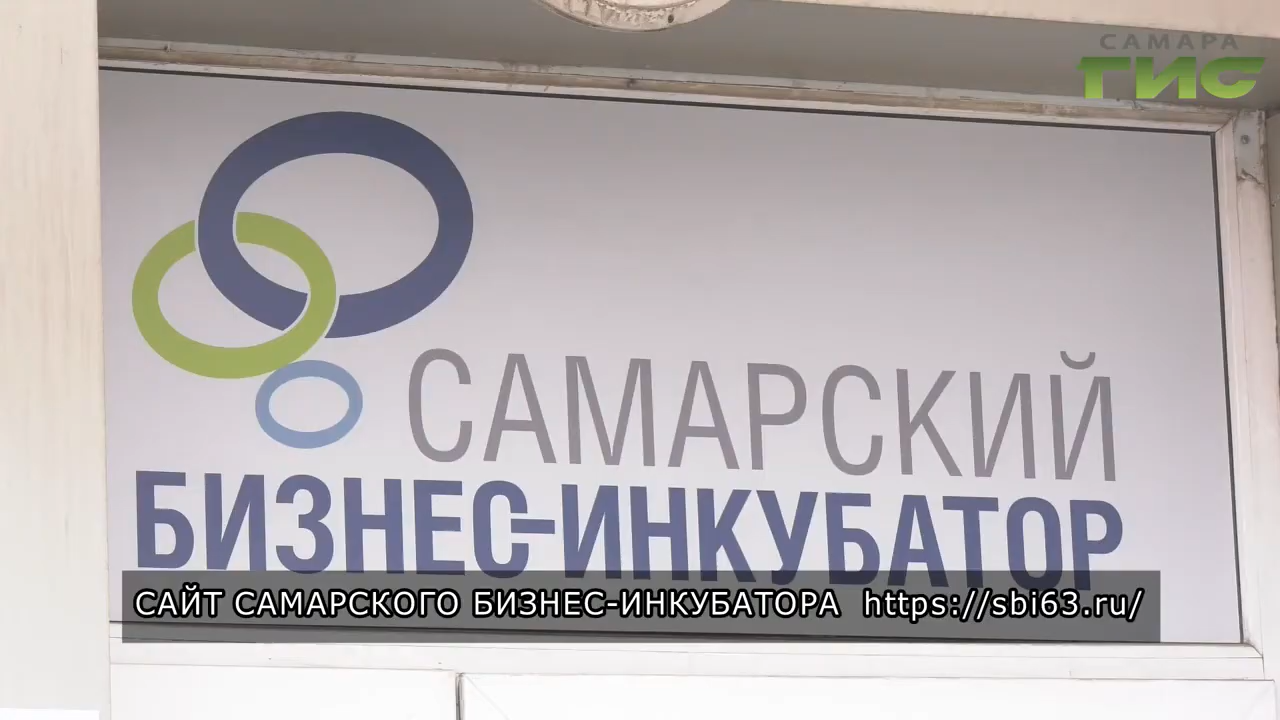 САМАРА
ГИС
САМАРСКИЙ
БИЗНЕС-ИНКУБАТОР
САЙТ САМАРСКОГО БИЗНЕС-ИНКУБАТОРА https://sbi63.ru/